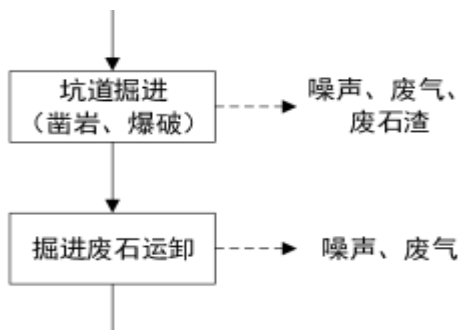 坑道掘进
（凿岩、爆破）
噪声、废气、
废石渣
掘进废石运卸
噪声、废气